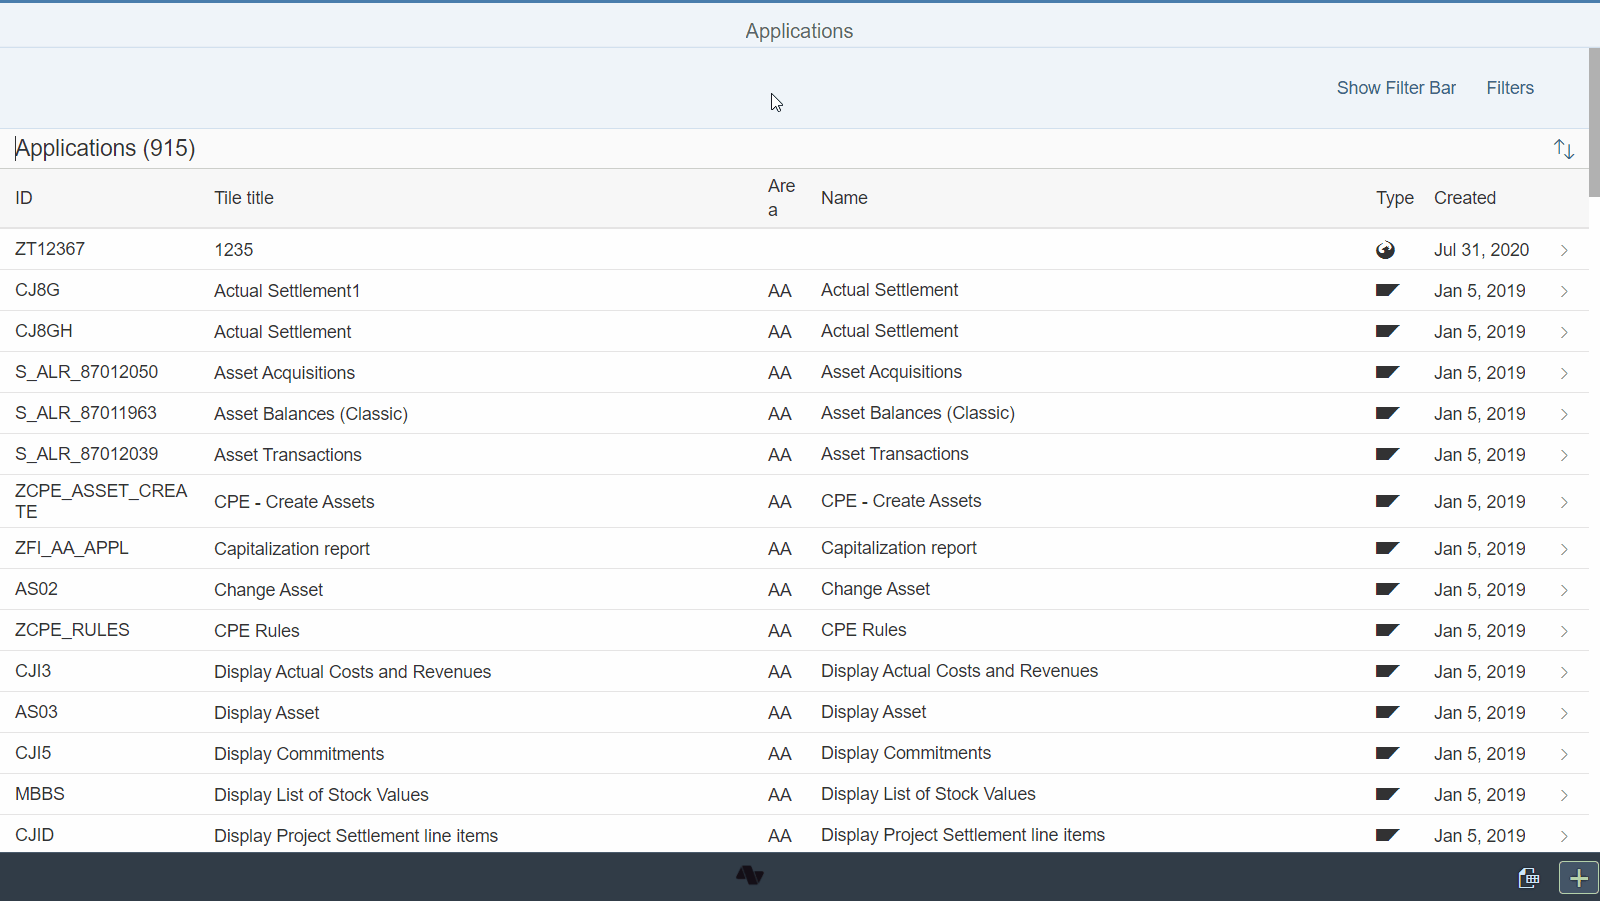 Applications
Show Filter Bar Filters
Applications (915)
ID Tile title Are
a Name Type Created
ZT12367 1235 Jul 31, 2020
CJ8G Actual Settlement1 AA Actual Settlement Jan 5, 2019
CJ8GH Actual Settlement AA Actual Settlement Jan 5, 2019
S_ALR_87012050 Asset Acquisitions AA Asset Acquisitions Jan 5, 2019
S_ALR_87011963 Asset Balances (Classic) AA Asset Balances (Classic) Jan 5, 2019
S_ALR_87012039 Asset Transactions AA Asset Transactions Jan 5, 2019
ZCPE_ASSET_CREA
TE CPE - Create Assets AA CPE - Create Assets Jan 5, 2019
ZFI_AA_APPL Capitalization report AA Capitalization report Jan 5, 2019
AS02 Change Asset AA Change Asset Jan 5, 2019
ZCPE_RULES CPE Rules AA CPE Rules Jan 5, 2019
CJI3 Display Actual Costs and Revenues AA Display Actual Costs and Revenues Jan 5, 2019
AS03 Display Asset AA Display Asset Jan 5, 2019
CJI5 Display Commitments AA Display Commitments Jan 5, 2019
MBBS Display List of Stock Values AA Display List of Stock Values Jan 5, 2019
CJID Display Project Settlement line items AA Display Project Settlement line items Jan 5, 2019